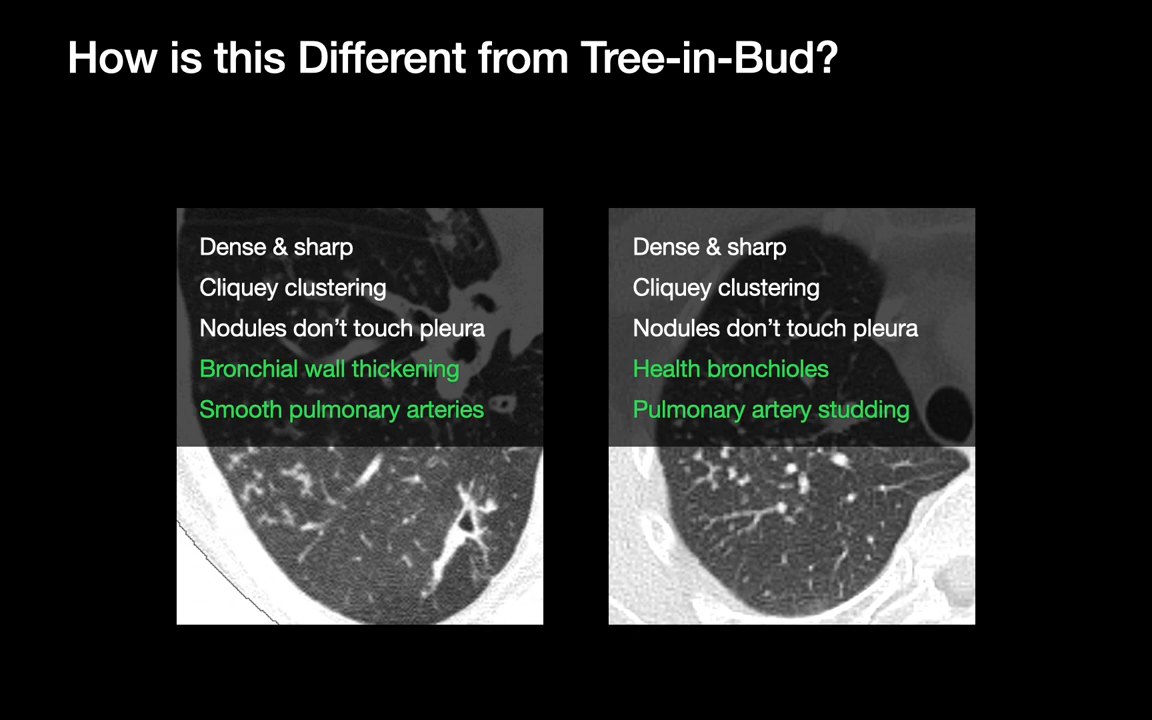 How is this Different from Tree-in-Bud?
Dense & sharp
Cliquey clustering
Nodules don’t touch pleura
Bronchial wall thickening
Smooth pulmonary arteries
Dense & sharp
Cliquey clustering
Nodules don’t touch pleura
Health bronchioles
Pulmonary artery studding